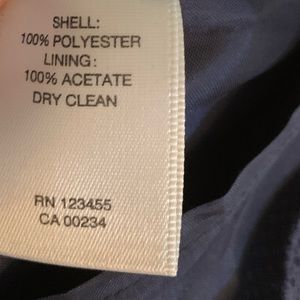 SHELL:
100% POLYESTER
LINING:
100% ACETATE
DRY CLEAN
RN 123455
CA 00234